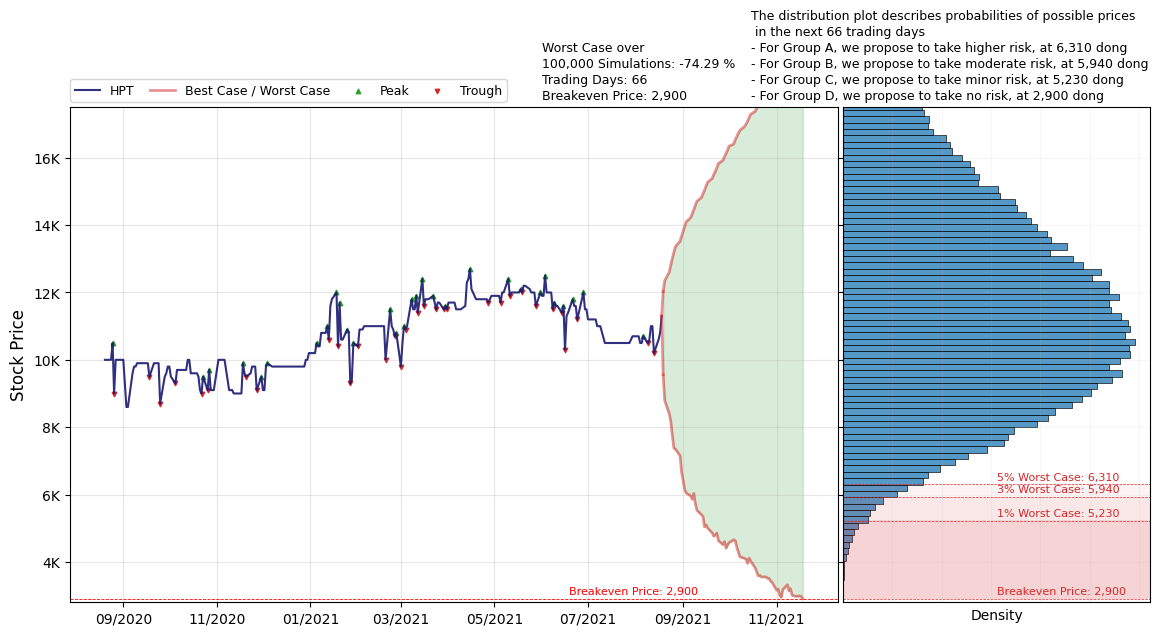 The distribution plot describes probabilities of possible prices
in the next 66 trading days
- For Group A, we propose to take higher risk, at 6,310 dong
- For Group B, we propose to take moderate risk, at 5,940 dong
- For Group C, we propose to take minor risk, at 5,230 dong
- For Group D, we propose to take no risk, at 2,900 dong
Worst Case over
100,000 Simulations: -74.29 %
Trading Days: 66
Breakeven Price: 2,900
HPT
Best Case / Worst Case
Peak
Trough
Stock Price
16K
14K
12K
10K
8K
6K
4K
Breakeven Price: 2,900
09/2020
11/2020
01/2021
03/2021
05/2021
07/2021
09/2021
11/2021
5% Worst Case: 6,310
3% Worst Case: 5,940
1% Worst Case: 5,230
Breakeven Price: 2,900
Density